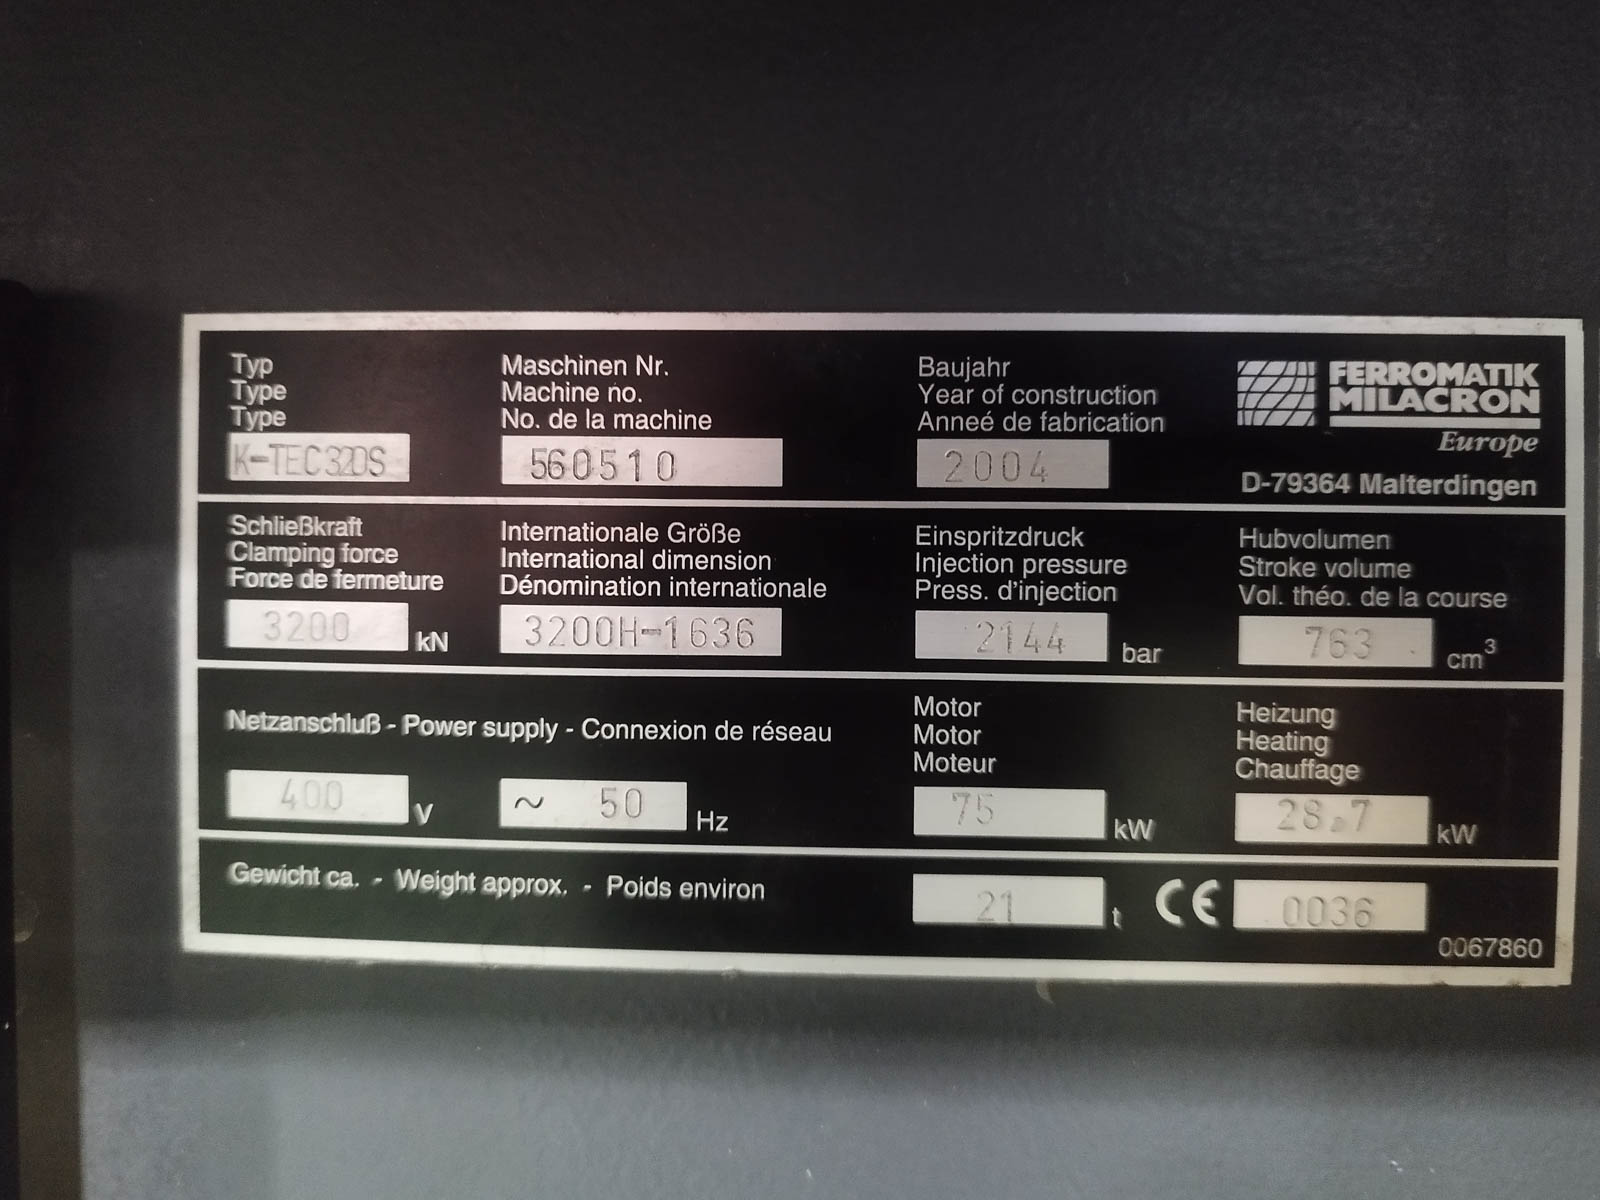 Typ
Type
Type
K-TEC320S
Maschinen Nr.
Machine no.
No. de la machine
560510
Baujahr
Year of construction
Anneé de fabrication
2004
FERROMATIK
MILACRON
Europe
D-79364 Malterdingen
Schließkraft
Clamping force
Force de fermeture
3200 kN
Internationale Größe
International dimension
Dénomination internationale
3200H-1636
Einspritzdruck
Injection pressure
Press. d'injection
2144 bar
Hubvolumen
Stroke volume
Vol. théo. de la course
763 cm³
Netzanschluß - Power supply - Connexion de réseau
400 V ~ 50 Hz
Motor
Motor
Moteur
75 kW
Heizung
Heating
Chauffage
28.7 kW
Gewicht ca. - Weight approx. - Poids environ
21 t CE 0036
0067860